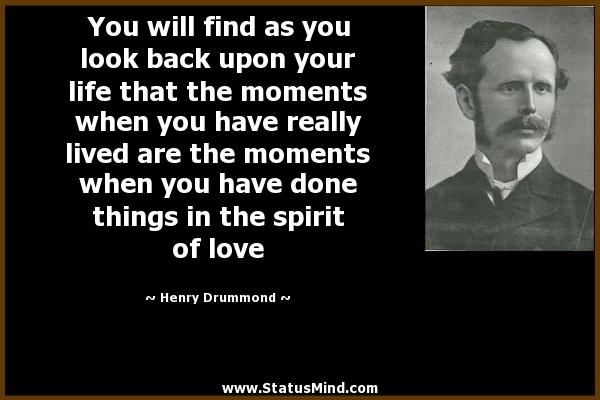 You will find as you
look back upon your
life that the moments
when you have really
lived are the moments
when you have done
things in the spirit
of love
~ Henry Drummond ~
www.StatusMind.com